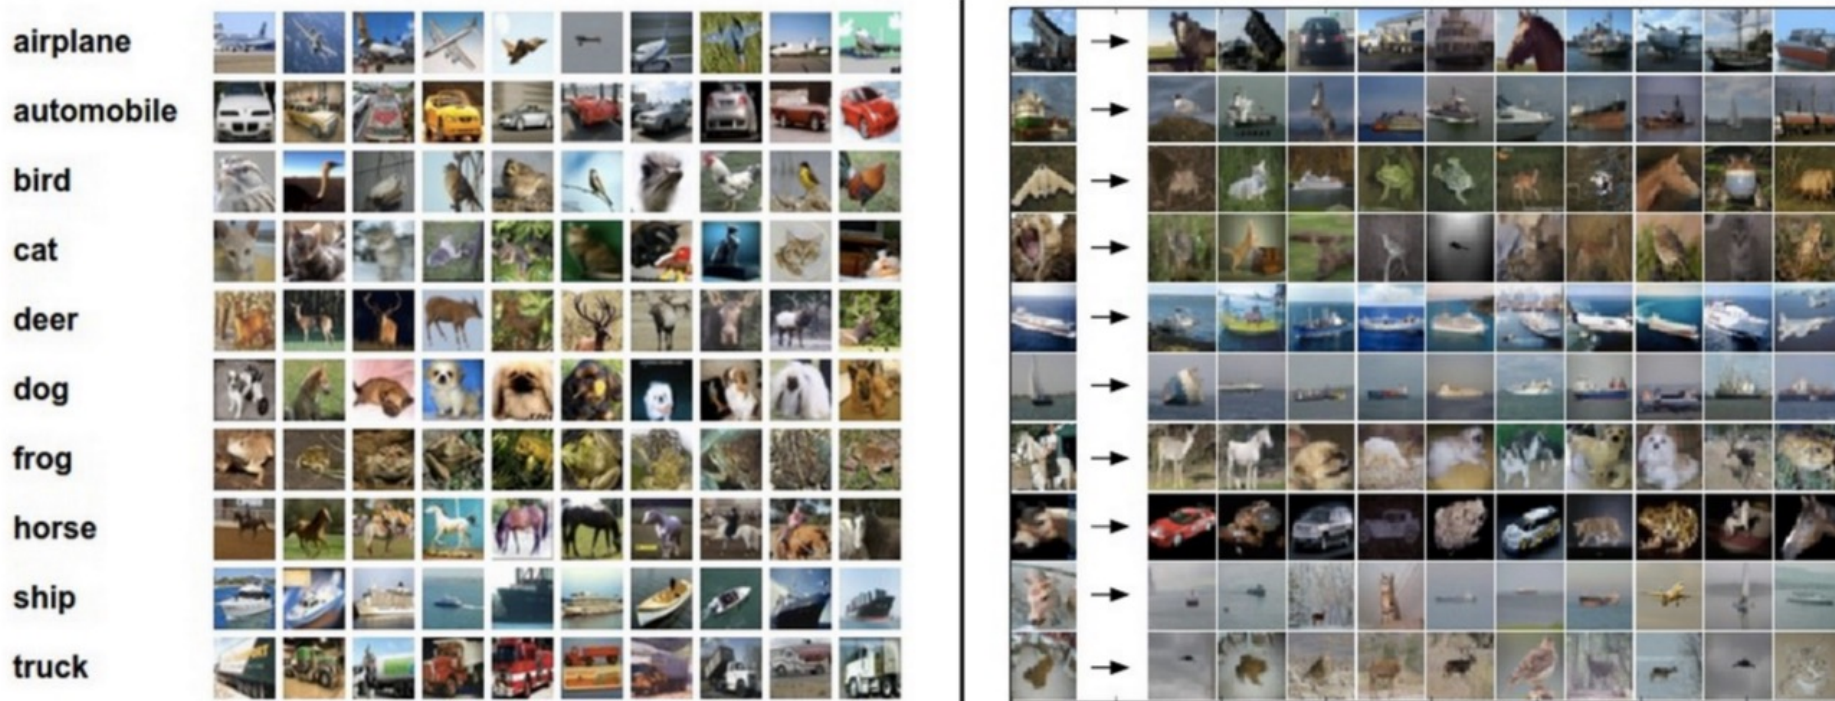 airplane
automobile
bird
cat
deer
dog
frog
horse
ship
truck